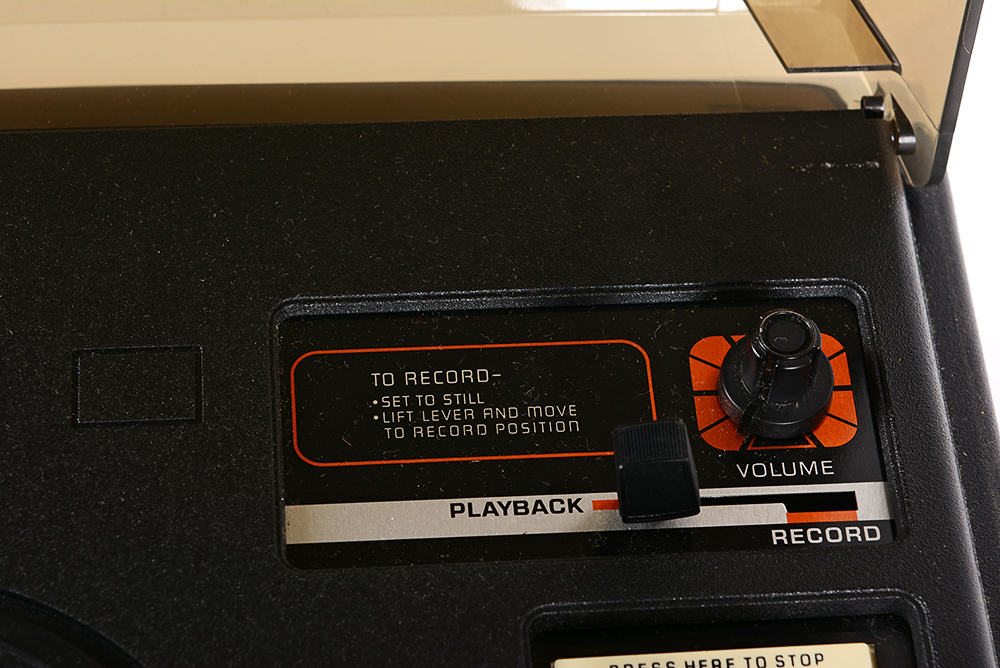 TO RECORD-
•SET TO STILL
•LIFT LEVER AND MOVE
TO RECORD POSITION
VOLUME
PLAYBACK
RECORD
PRESS HERE TO STOP